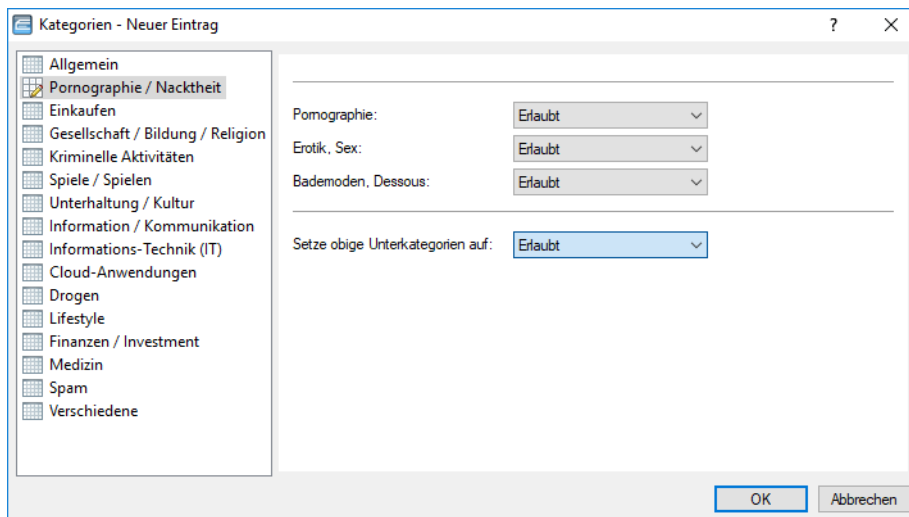 Kategorien - Neuer Eintrag
?
Allgemein
Pornographie / Nacktheit
Einkaufen
Gesellschaft / Bildung / Religion
Kriminelle Aktivitäten
Spiele / Spielen
Unterhaltung / Kultur
Information / Kommunikation
Informations-Technik (IT)
Cloud-Anwendungen
Drogen
Lifestyle
Finanzen / Investment
Medizin
Spam
Verschiedene
Pornographie: Erlaubt
Erotik, Sex: Erlaubt
Bademoden, Dessous: Erlaubt
Setze obige Unterkategorien auf: Erlaubt
OK Abbrechen